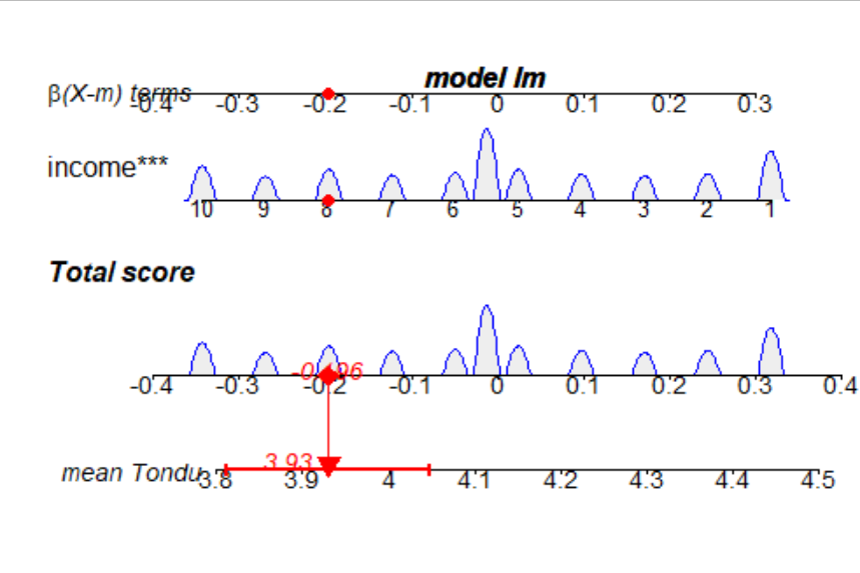 model lm
β(X-m) terms
-0.4 -0.3 -0.2 -0.1 0 0.1 0.2 0.3
income***
10 9 8 7 6 5 4 3 2 1
Total score
-0.196
-0.4 -0.3 -0.2 -0.1 0 0.1 0.2 0.3 0.4
3.93
mean Tondu
3.8 3.9 4 4.1 4.2 4.3 4.4 4.5